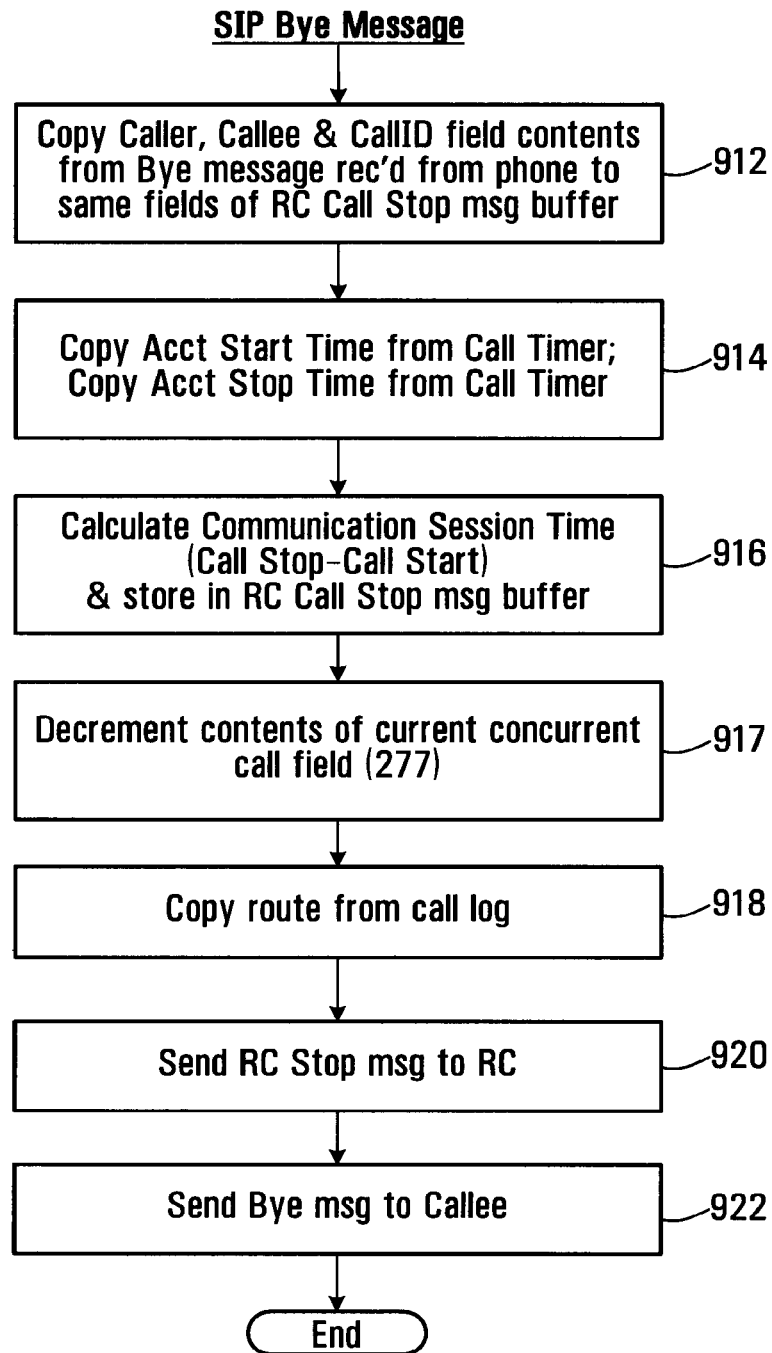 SIP Bye Message
Copy Caller, Callee & CallID field contents
from Bye message rec'd from phone to
same fields of RC Call Stop msg buffer
912
Copy Acct Start Time from Call Timer;
Copy Acct Stop Time from Call Timer
914
Calculate Communication Session Time
(Call Stop-Call Start)
& store in RC Call Stop msg buffer
916
Decrement contents of current concurrent
call field (277)
917
Copy route from call log
918
Send RC Stop msg to RC
920
Send Bye msg to Callee
922
End